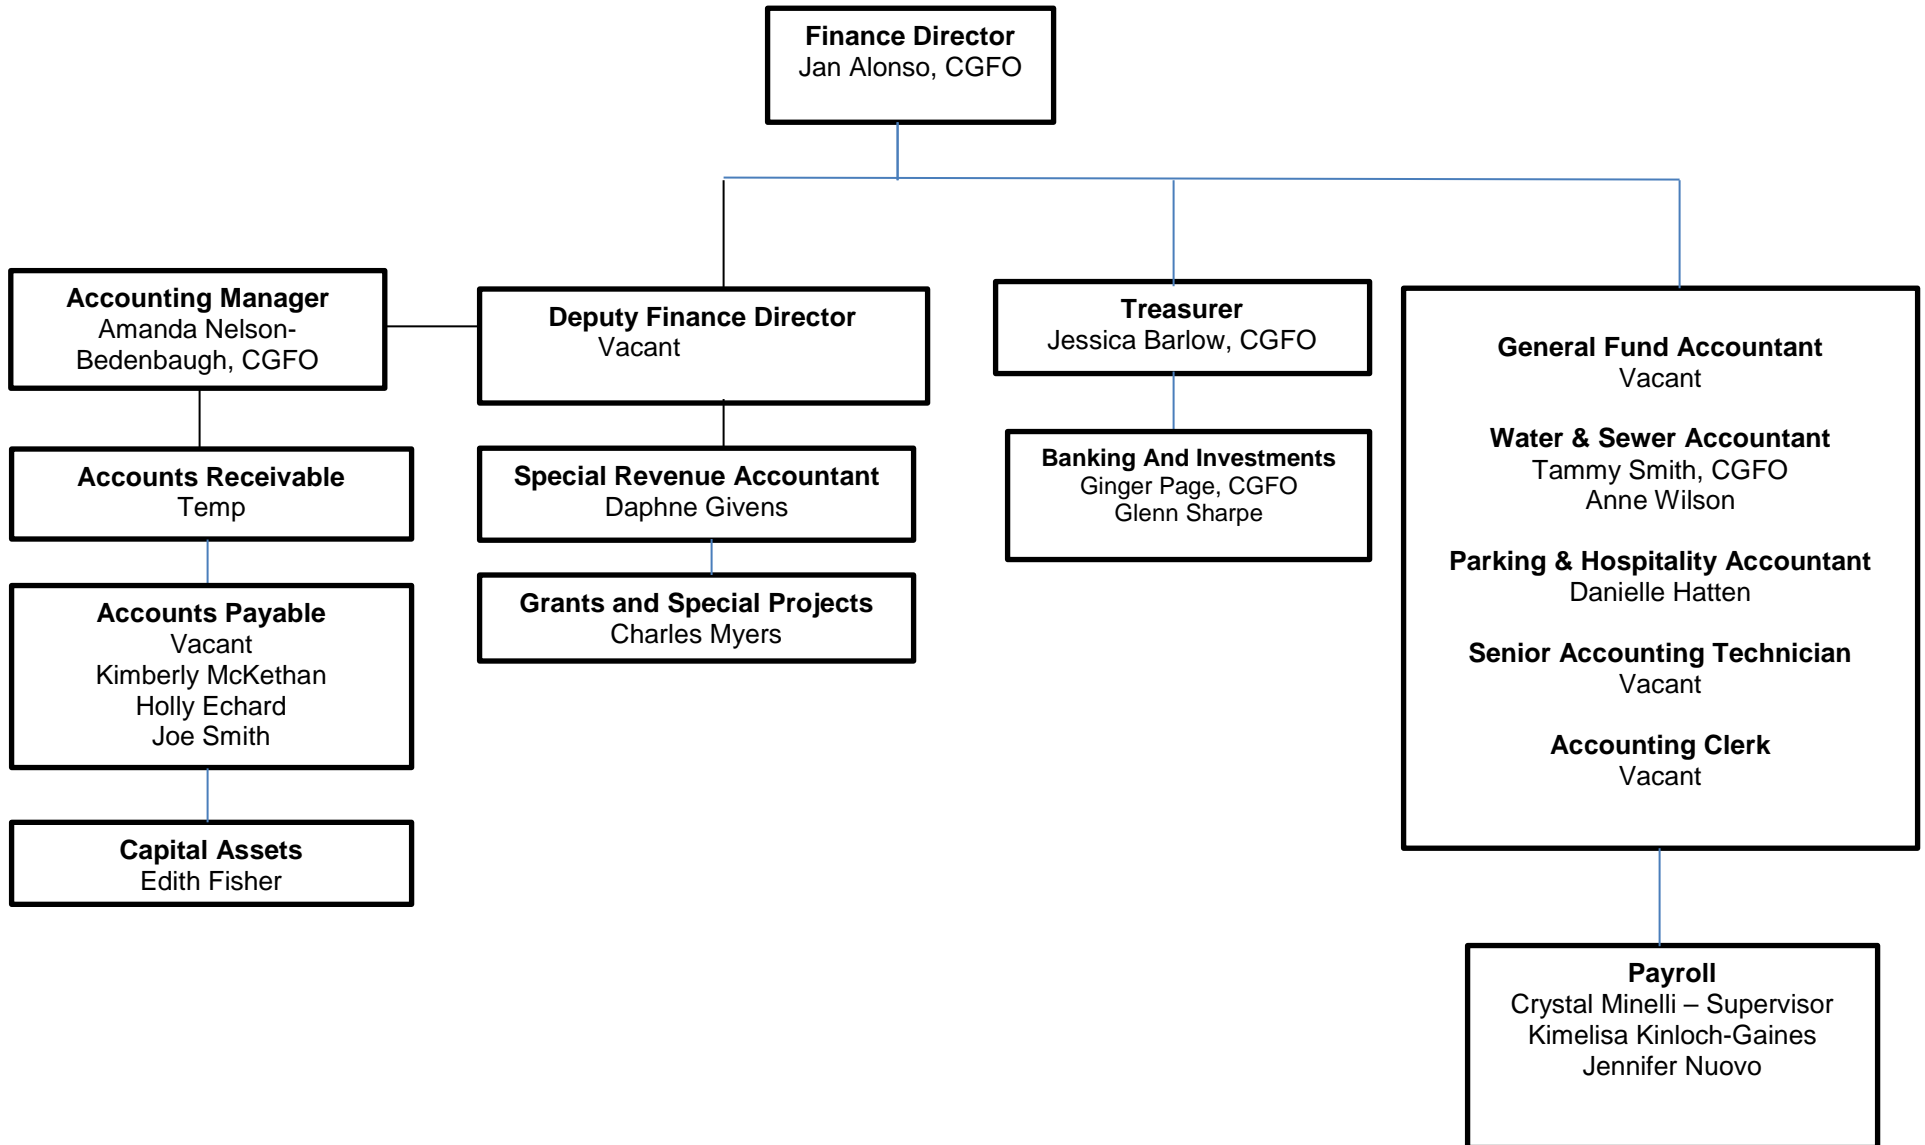 Finance Director
Jan Alonso, CGFO
Accounting Manager
Amanda Nelson-
Bedenbaugh, CGFO
Deputy Finance Director
Vacant
Treasurer
Jessica Barlow, CGFO
General Fund Accountant
Vacant
Water & Sewer Accountant
Tammy Smith, CGFO
Anne Wilson
Parking & Hospitality Accountant
Danielle Hatten
Senior Accounting Technician
Vacant
Accounting Clerk
Vacant
Accounts Receivable
Temp
Special Revenue Accountant
Daphne Givens
Banking And Investments
Ginger Page, CGFO
Glenn Sharpe
Accounts Payable
Vacant
Kimberly McKethan
Holly Echard
Joe Smith
Grants and Special Projects
Charles Myers
Capital Assets
Edith Fisher
Payroll
Crystal Minelli – Supervisor
Kimelisa Kinloch-Gaines
Jennifer Nuovo